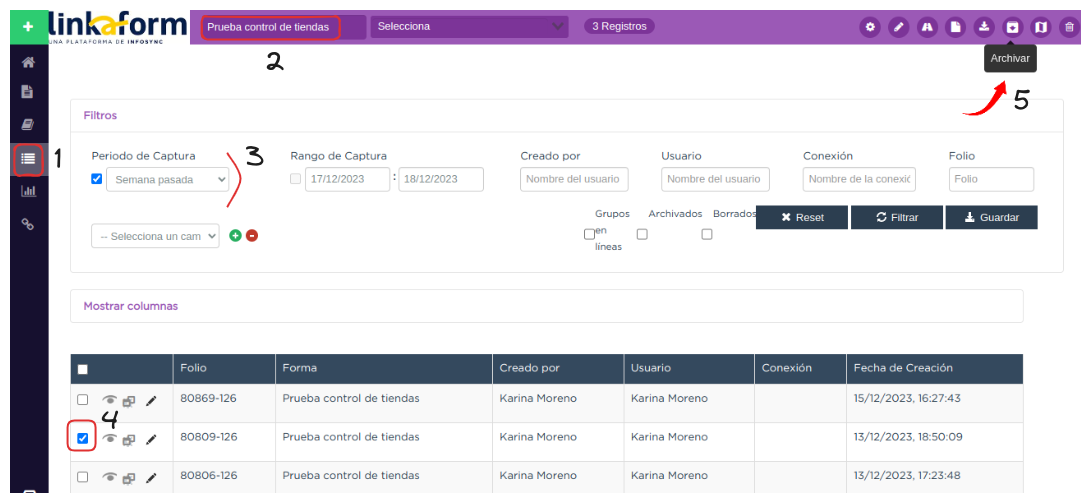 + linkaform Prueba control de tiendas Selecciona 3 Registros
UNA PLATAFORMA DE INFOSYNC
2
Archivar
5
Filtros
1
Periodo de Captura 3 Rango de Captura Creado por Usuario Conexión Folio
Semana pasada 17/12/2023 : 18/12/2023 Nombre del usuario Nombre del usuario Nombre de la conexić Folio
Grupos en líneas Archivados Borrados Reset Filtrar Guardar
-- Selecciona un cam
Mostrar columnas
Folio Forma Creado por Usuario Conexión Fecha de Creación
80869-126 Prueba control de tiendas Karina Moreno Karina Moreno 15/12/2023, 16:27:43
4
80809-126 Prueba control de tiendas Karina Moreno Karina Moreno 13/12/2023, 18:50:09
80806-126 Prueba control de tiendas Karina Moreno Karina Moreno 13/12/2023, 17:23:48